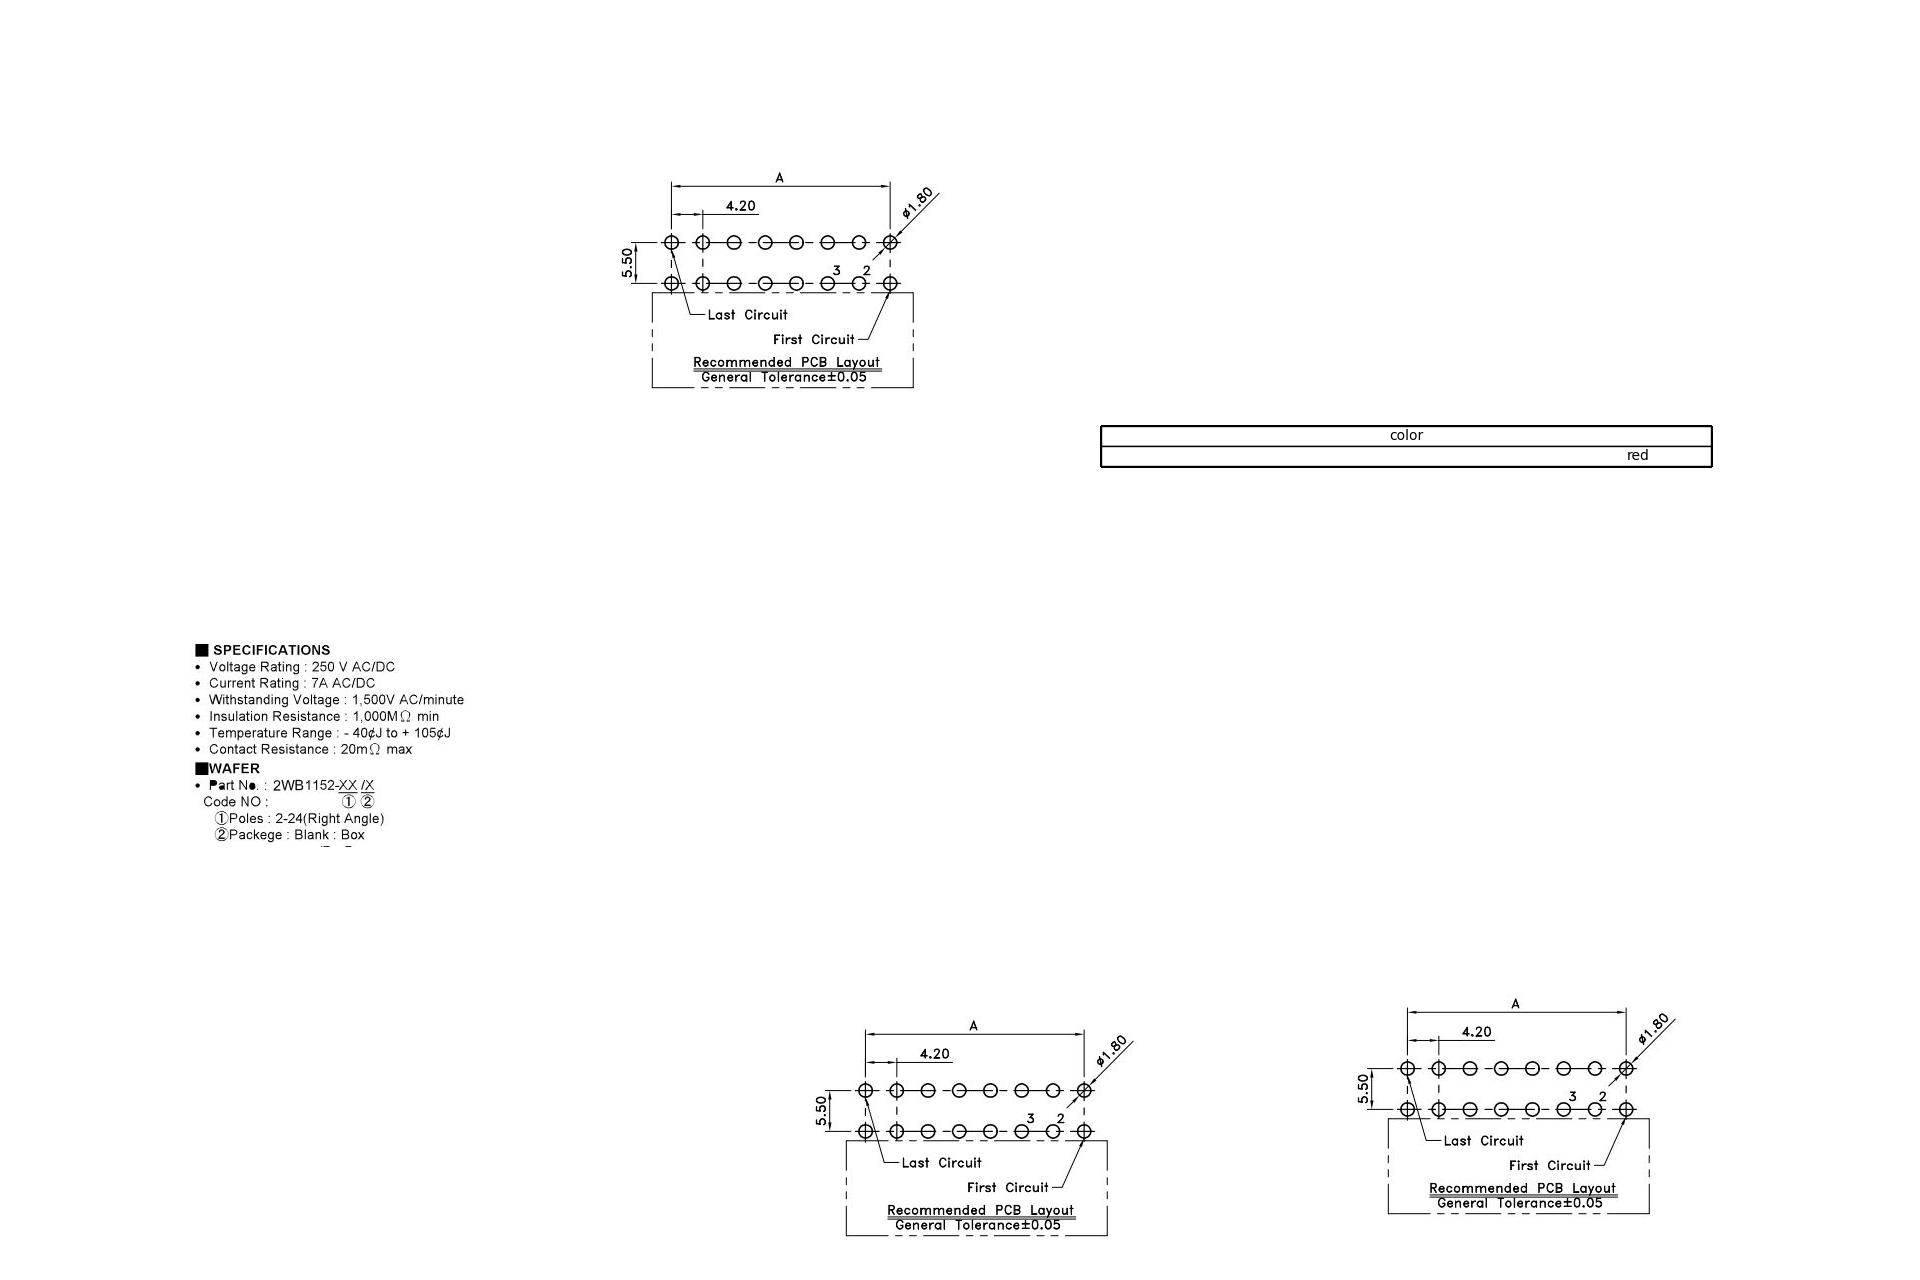 A
4.20
ø1.80
5.50
3 2
Last Circuit
First Circuit
Recommended PCB Layout
General Tolerance±0.05
color
red
SPECIFICATIONS
• Voltage Rating : 250 V AC/DC
• Current Rating : 7A AC/DC
• Withstanding Voltage : 1,500V AC/minute
• Insulation Resistance : 1,000MΩ min
• Temperature Range : - 40¢J to + 105¢J
• Contact Resistance : 20mΩ max
WAFER
• Part No. : 2WB1152-XX /X
Code NO : ① ②
①Poles : 2-24(Right Angle)
②Packege : Blank : Box
A
4.20
ø1.80
5.50
3 2
Last Circuit
First Circuit
Recommended PCB Layout
General Tolerance±0.05
A
4.20
ø1.80
5.50
3 2
Last Circuit
First Circuit
Recommended PCB Layout
General Tolerance±0.05